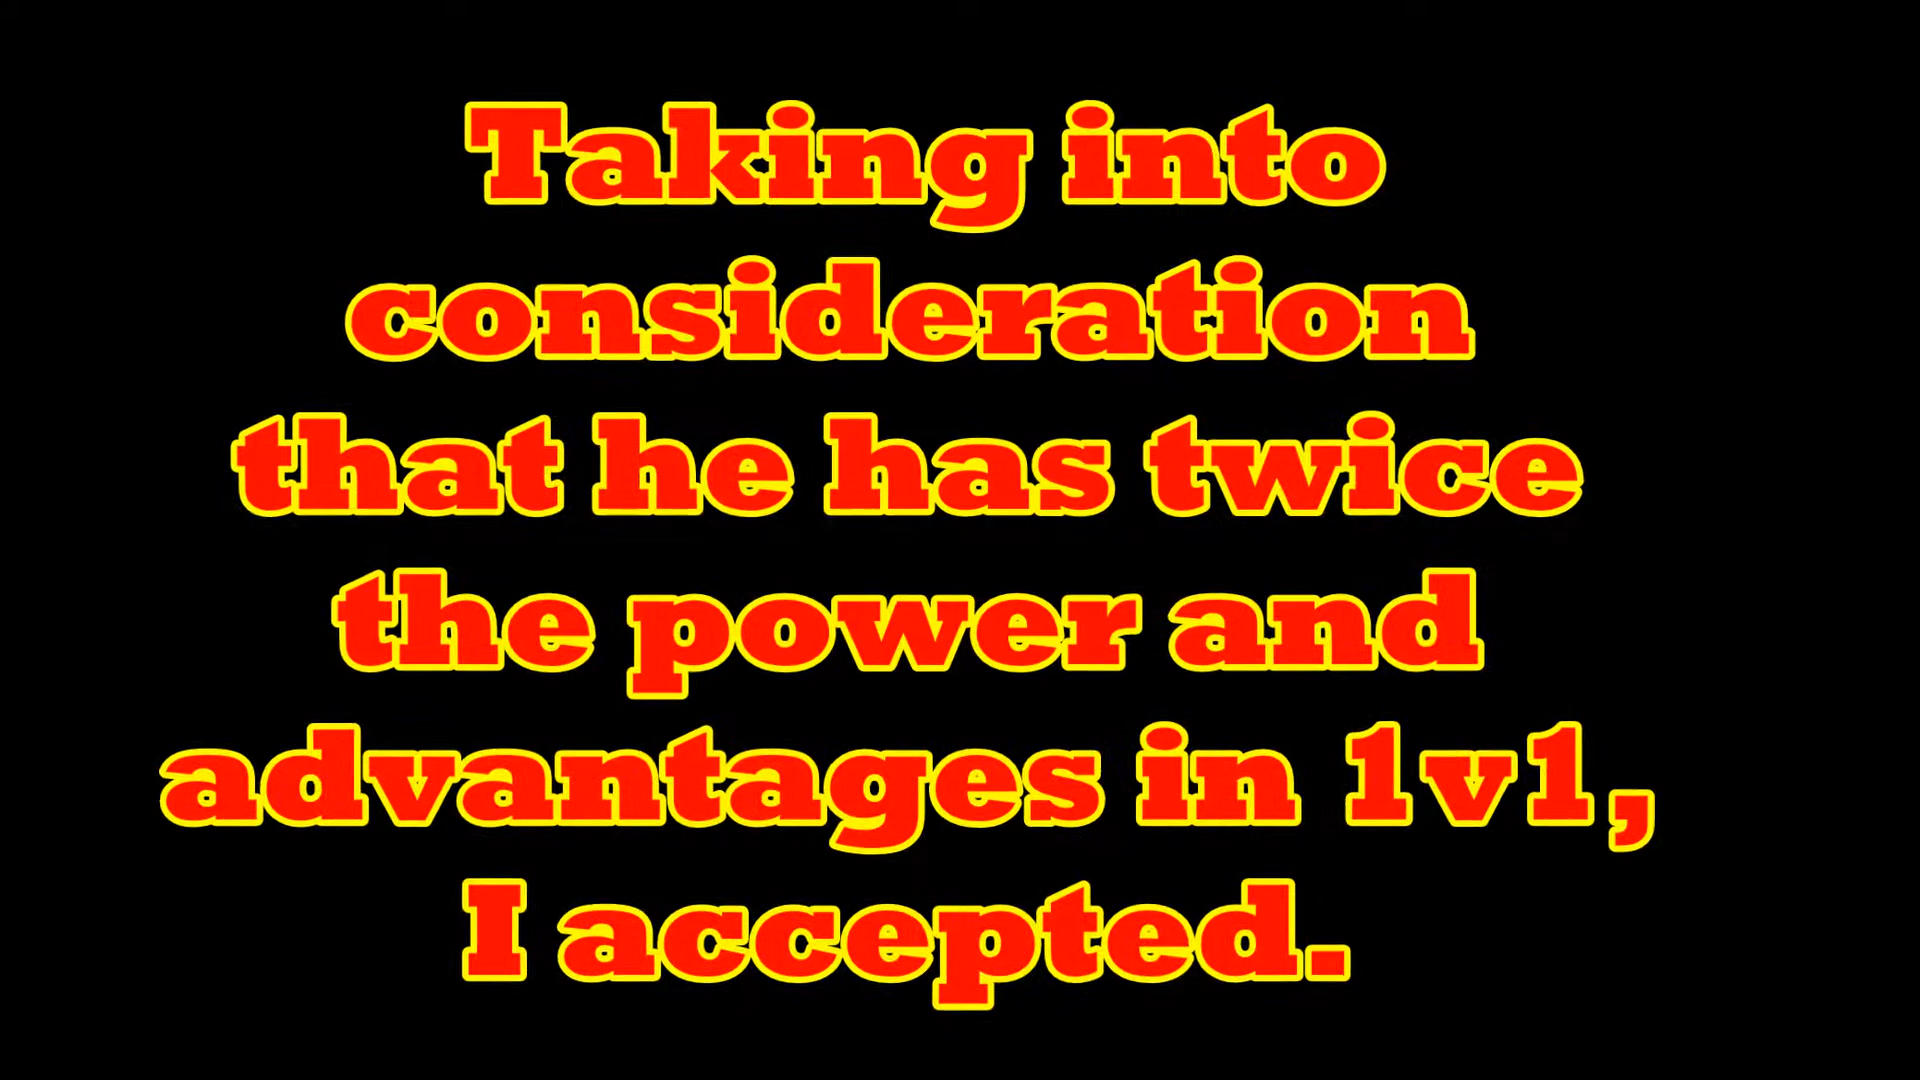 Taking into
consideration
that he has twice
the power and
advantages in 1v1,
I accepted.